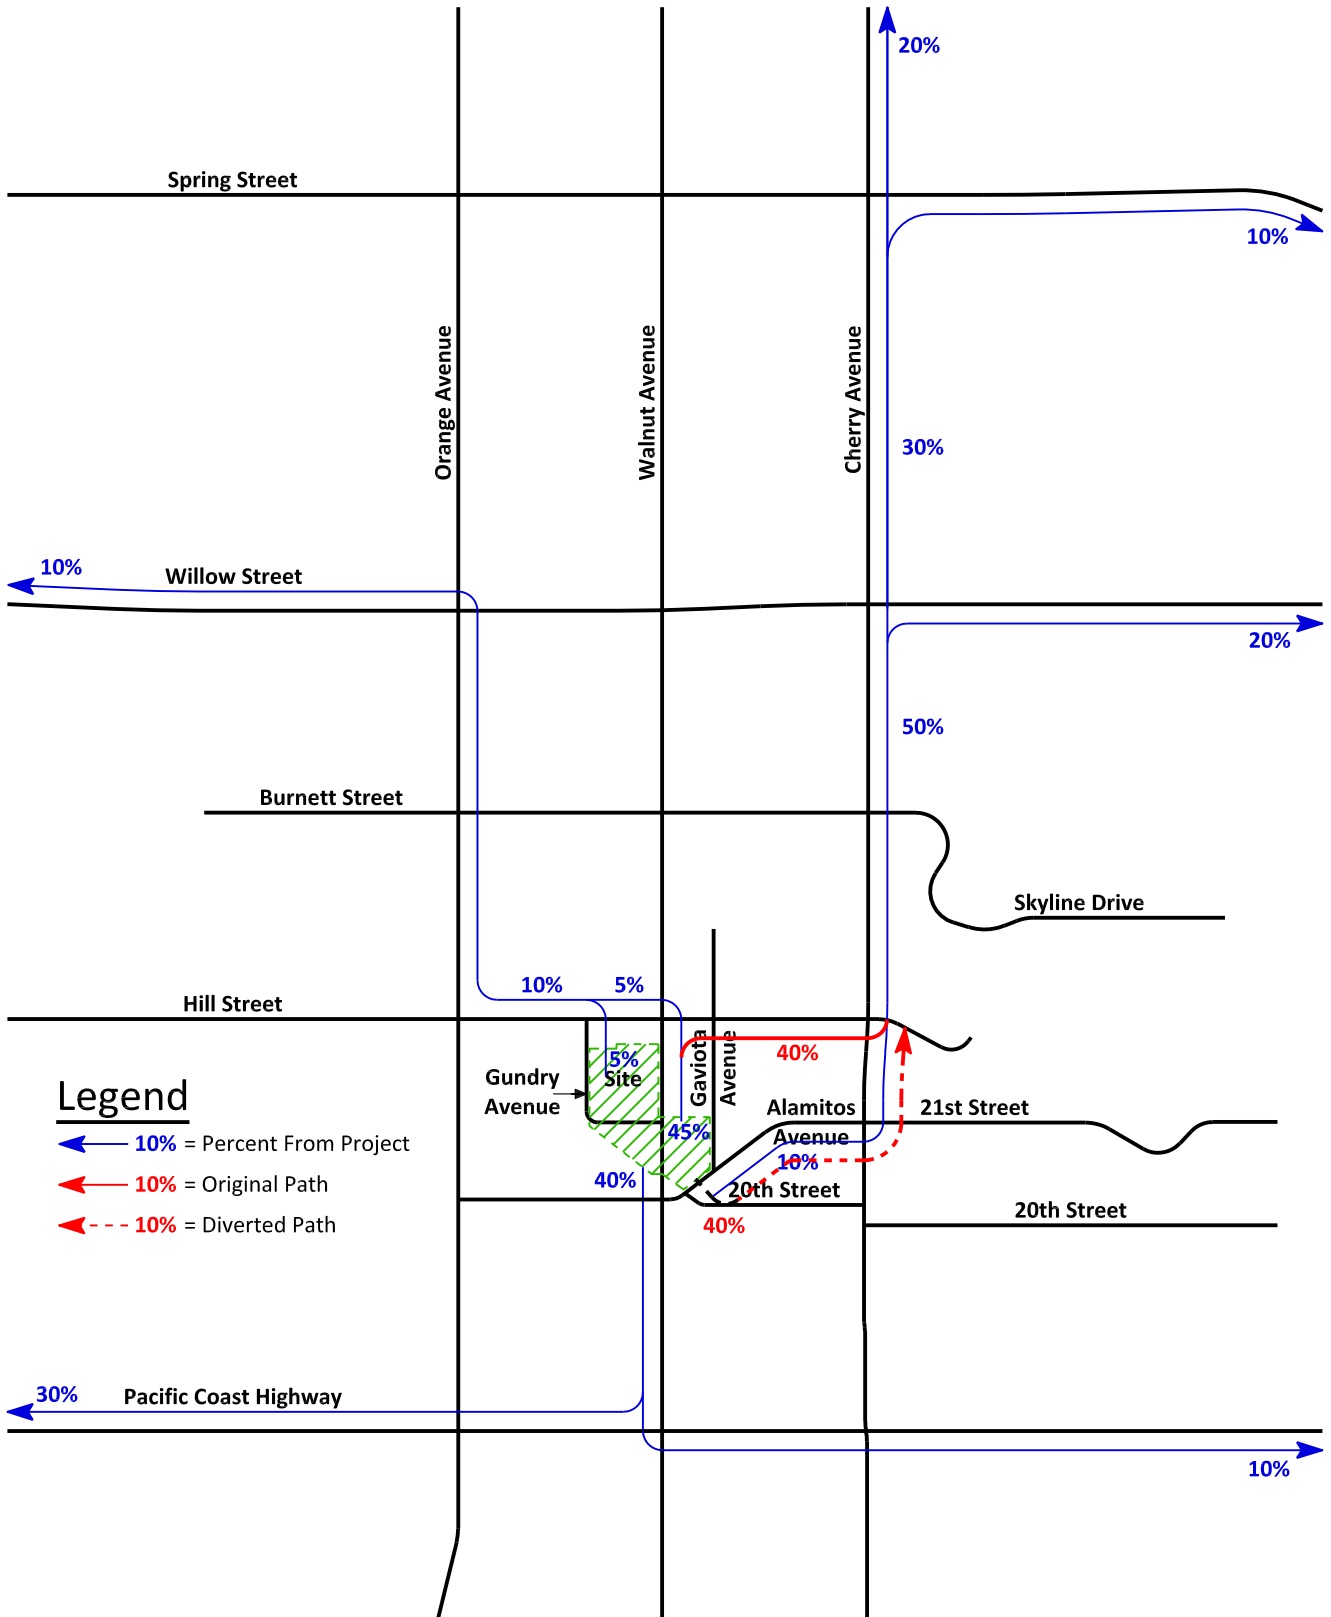 20%
Spring Street
10%
Orange Avenue
Walnut Avenue
Cherry Avenue
30%
10%
Willow Street
20%
50%
Burnett Street
Skyline Drive
10%
5%
Hill Street
Gaviota
Avenue
40%
5%
Site
Gundry
Avenue
Legend
10% = Percent From Project
10% = Original Path
10% = Diverted Path
Alamitos
Avenue
21st Street
45%
10%
40%
20th Street
40%
20th Street
30%
Pacific Coast Highway
10%